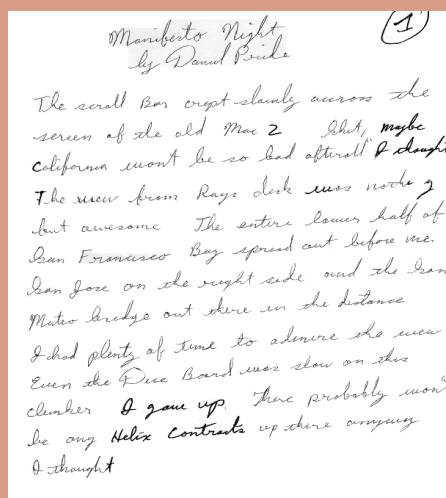 Manifesto Night
by Daniel Pride
1
The scroll Bar crept slowly across the
screen of the old Mac 2 Shit, maybe
California won't be so bad afterall" I thought
The view from Rays desk was nothing
but awesome The entire lower half of
San Francisco Bay spread out before me.
San Jose on the right side and the San
Mateo bridge out there in the distance
I had plenty of time to admire the view
Even the Dice Board was slow on this
clunker I gave up. There probably won't
be any Helix Contracts up there anyway
I thought